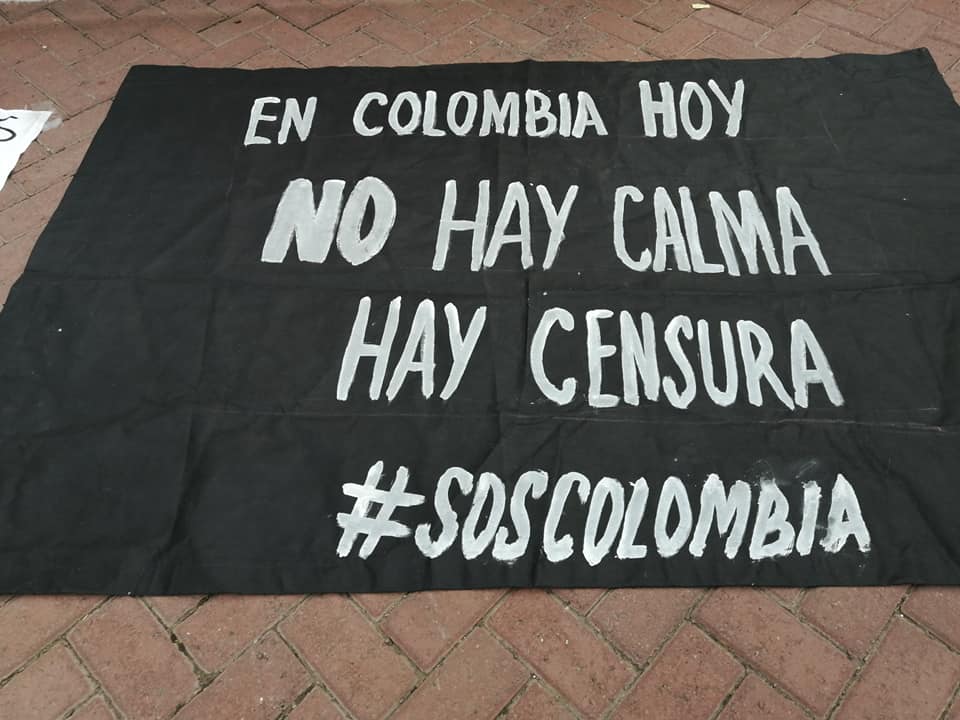 EN COLOMBIA HOY
NO HAY CALMA
HAY CENSURA
#SOSCOLOMBIA